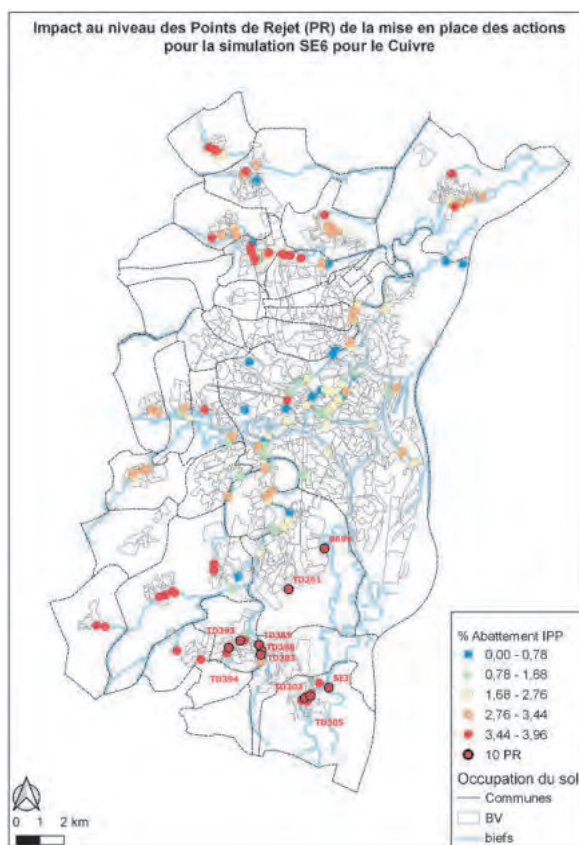 Impact au niveau des Points de Rejet (PR) de la mise en place des actions
pour la simulation SE6 pour le Cuivre
TD261
TD393
TD385
TD383
TD394
TD303
SE3
TD305
% Abattement IPP
0,00 - 0,78
0,78 - 1,68
1,68 - 2,76
2,76 - 3,44
3,44 - 3,96
10 PR
Occupation du sol
Communes
BV
biefs
0 1 2 km